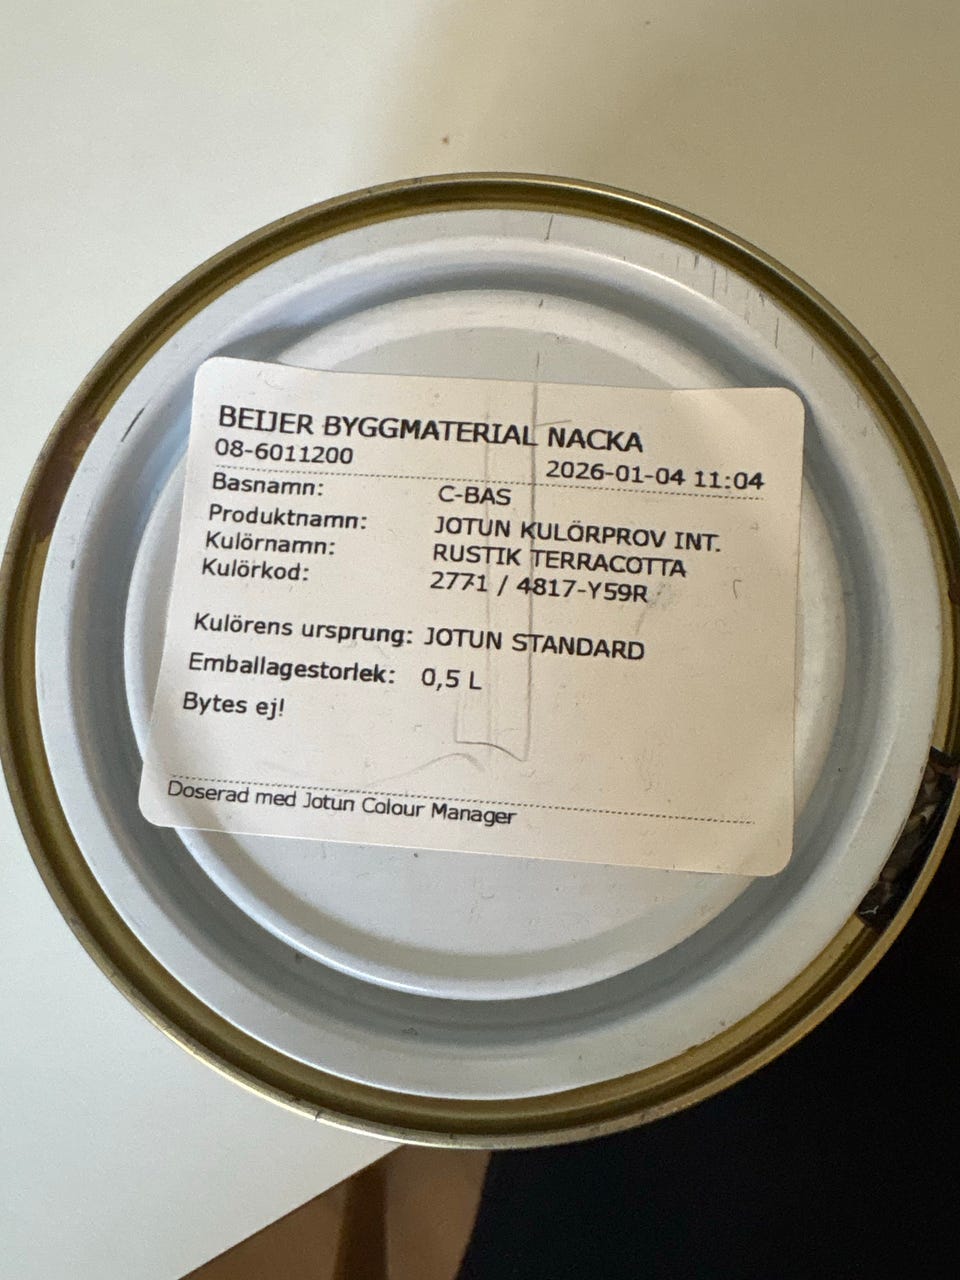 BEIJER BYGGMATERIAL NACKA
08-6011200
2026-01-04 11:04
Basnamn: C-BAS
Produktnamn: JOTUN KULÖRPROV INT.
Kulörnamn: RUSTIK TERRACOTTA
Kulörkod: 2771 / 4817-Y59R
Kulörens ursprung: JOTUN STANDARD
Emballagestorlek: 0,5 L
Bytes ej!
Doserad med Jotun Colour Manager